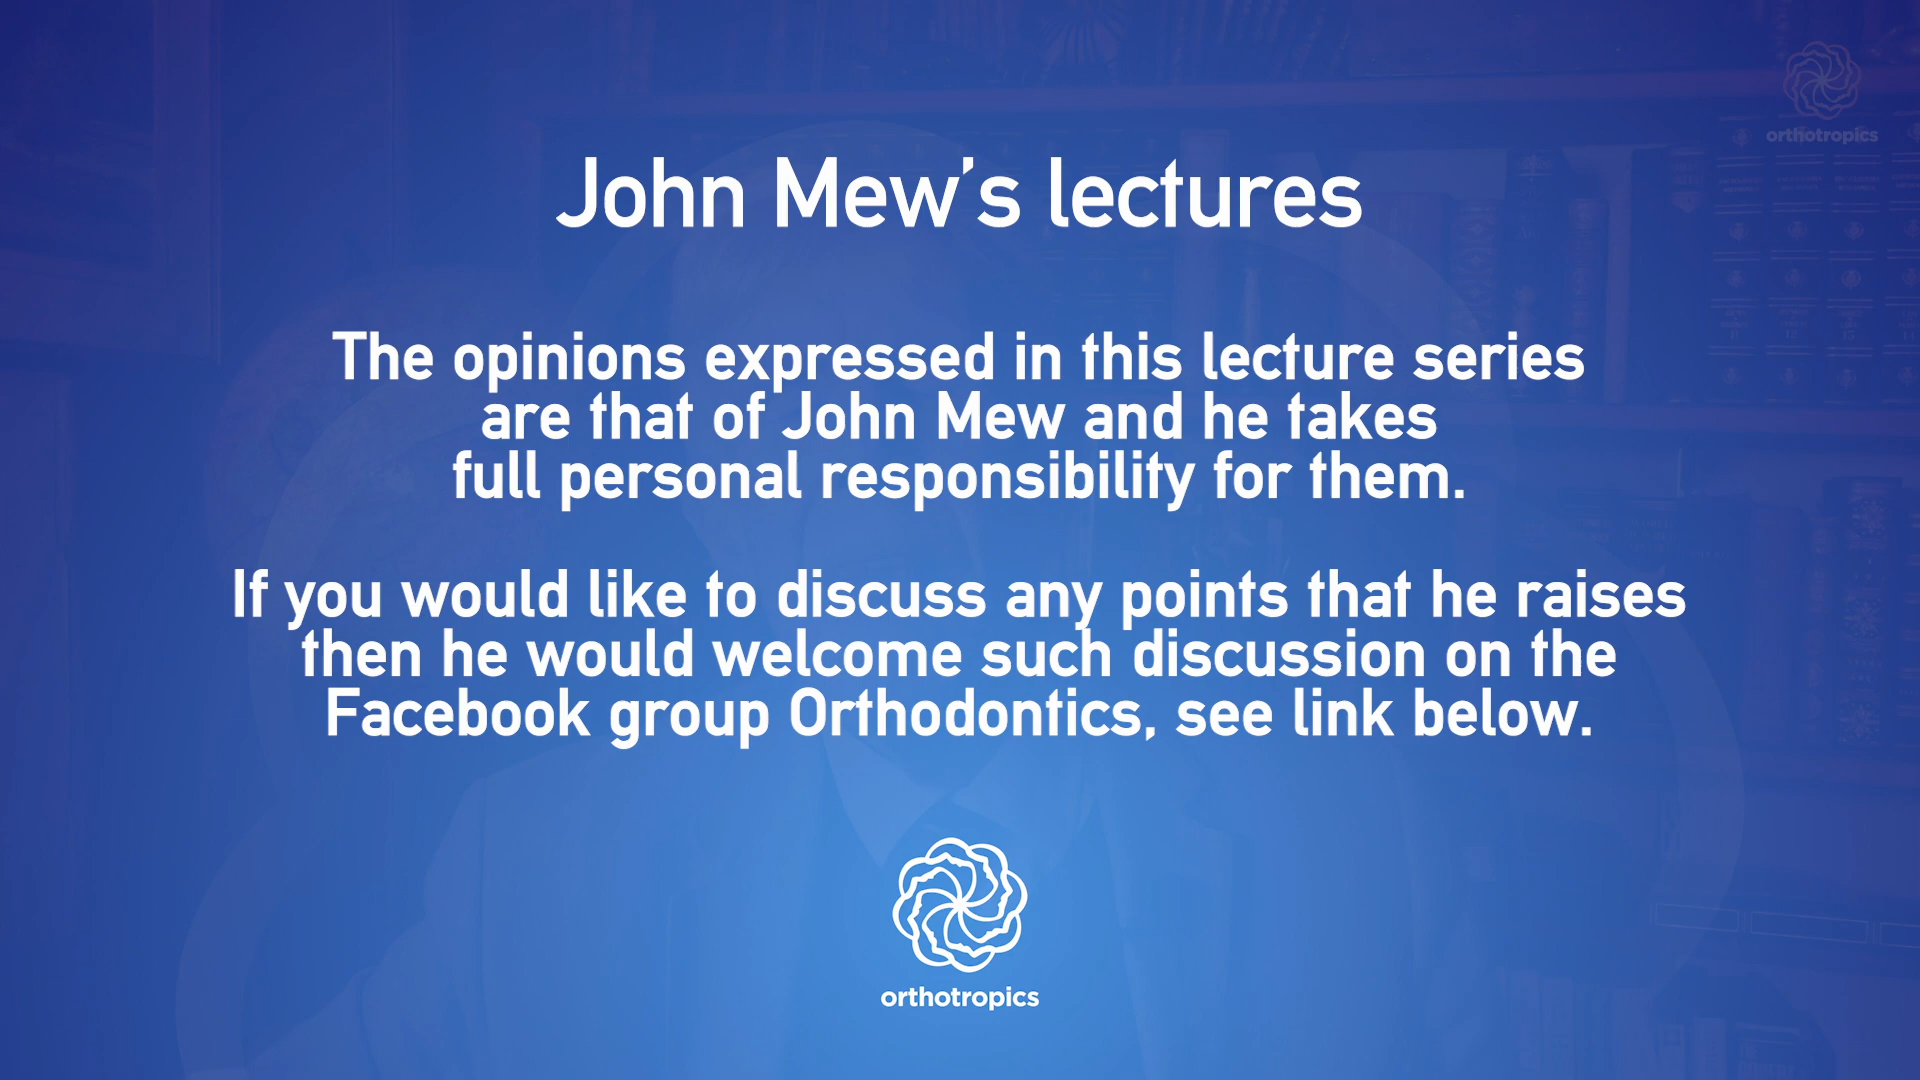 orthotropics
John Mew's lectures
The opinions expressed in this lecture series
are that of John Mew and he takes
full personal responsibility for them.
If you would like to discuss any points that he raises
then he would welcome such discussion on the
Facebook group Orthodontics, see link below.
orthotropics